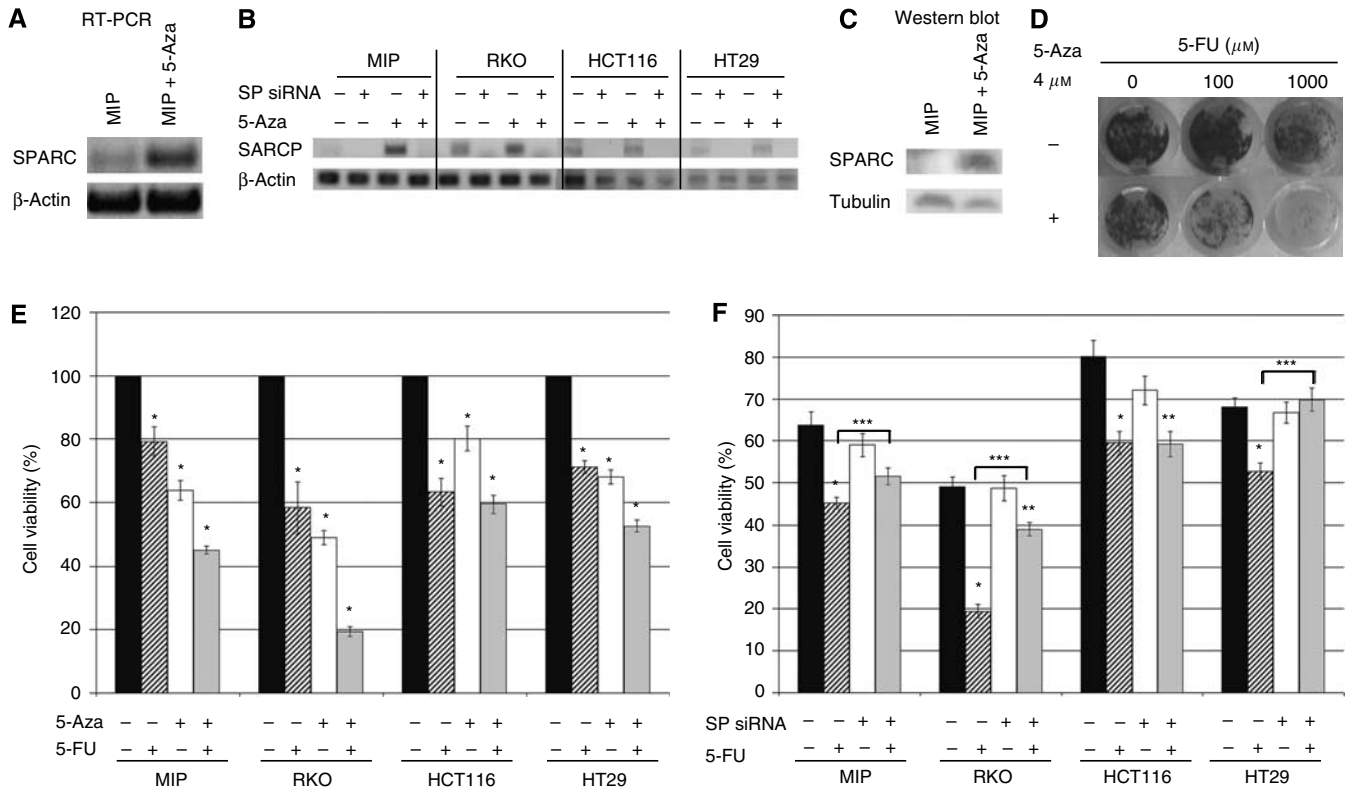 A
RT-PCR
MIP
MIP + 5-Aza
SPARC
β-Actin
B
MIP RKO HCT116 HT29
SP siRNA – + – + – + – + – + – + – + – +
5-Aza – – + + – – + + – – + + – – + +
SARCP
β-Actin
C
Western blot
MIP
MIP + 5-Aza
SPARC
Tubulin
D
5-Aza 5-FU (μM)
4 μM 0 100 1000
–
+
E
Cell viability (%)
120
100
80
60
40
20
0
* * * * * * * * * * * *
5-Aza – – + + – – + + – – + + – – + +
5-FU – + – + – + – + – + – + – + – +
MIP RKO HCT116 HT29
F
Cell viability (%)
90
80
70
60
50
40
30
20
10
0
* *** * *** ** * ** * ***
SP siRNA – – + + – – + + – – + + – – + +
5-FU – + – + – + – + – + – + – + – +
MIP RKO HCT116 HT29